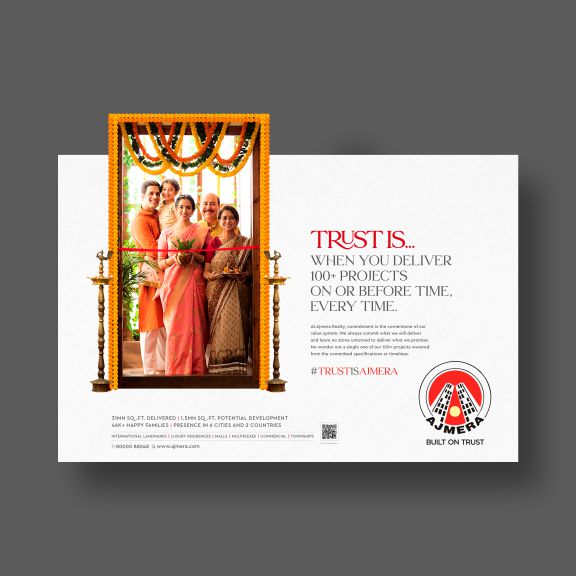 TRUST IS...
WHEN YOU DELIVER
100+ PROJECTS
ON OR BEFORE TIME,
EVERY TIME.
At Ajmera Realty, commitment is the cornerstone of our
value system. We always commit what we will deliver
and leave no stone unturned to deliver what we promise.
No wonder not a single one of our 100+ projects wavered
from the committed specifications or timelines.
#TRUSTISAJMERA
31MN SQ. FT. DELIVERED | 1.5MN SQ. FT. POTENTIAL DEVELOPMENT
46K+ HAPPY FAMILIES | PRESENCE IN 6 CITIES AND 2 COUNTRIES
INTERNATIONAL LANDMARKS | LUXURY RESIDENCES | MALLS | MULTIPLEXES | COMMERCIAL | TOWNSHIPS
80000 88068 www.ajmera.com
AJMERA
BUILT ON TRUST